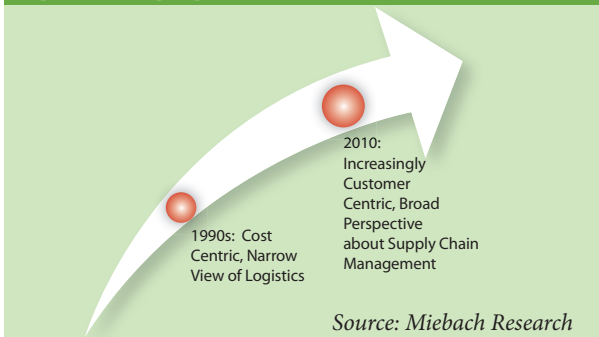 1990s: Cost
Centric, Narrow
View of Logistics
2010:
Increasingly
Customer
Centric, Broad
Perspective
about Supply Chain
Management
Source: Miebach Research